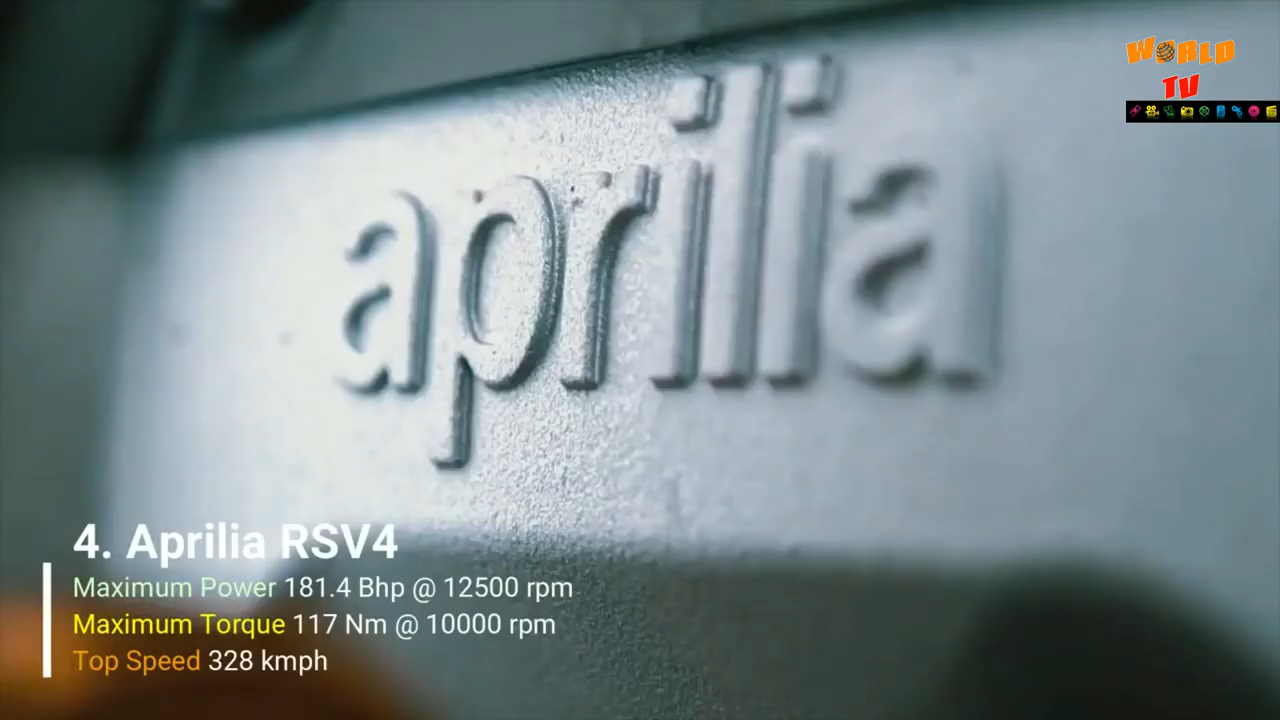 WORLD
TV
aprilia
4. Aprilia RSV4
Maximum Power 181.4 Bhp @ 12500 rpm
Maximum Torque 117 Nm @ 10000 rpm
Top Speed 328 kmph